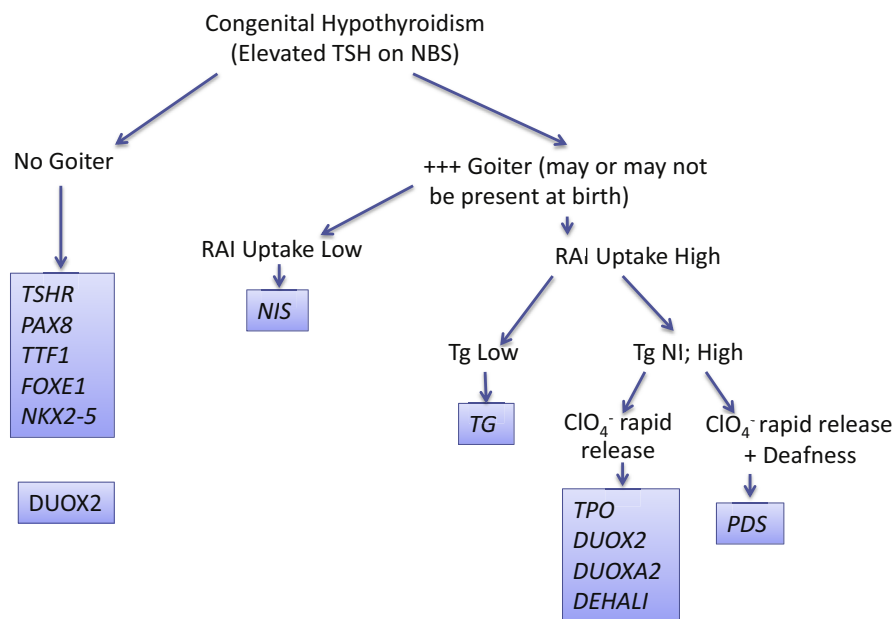 Congenital Hypothyroidism
(Elevated TSH on NBS)
No Goiter
+++ Goiter (may or may not
be present at birth)
RAI Uptake Low
RAI Uptake High
TSHR
PAX8
TTF1
FOXE1
NKX2-5
NIS
Tg Low
Tg NI; High
TG
ClO₄⁻ rapid
release
ClO₄⁻ rapid release
+ Deafness
DUOX2
TPO
DUOX2
DUOXA2
DEHALI
PDS